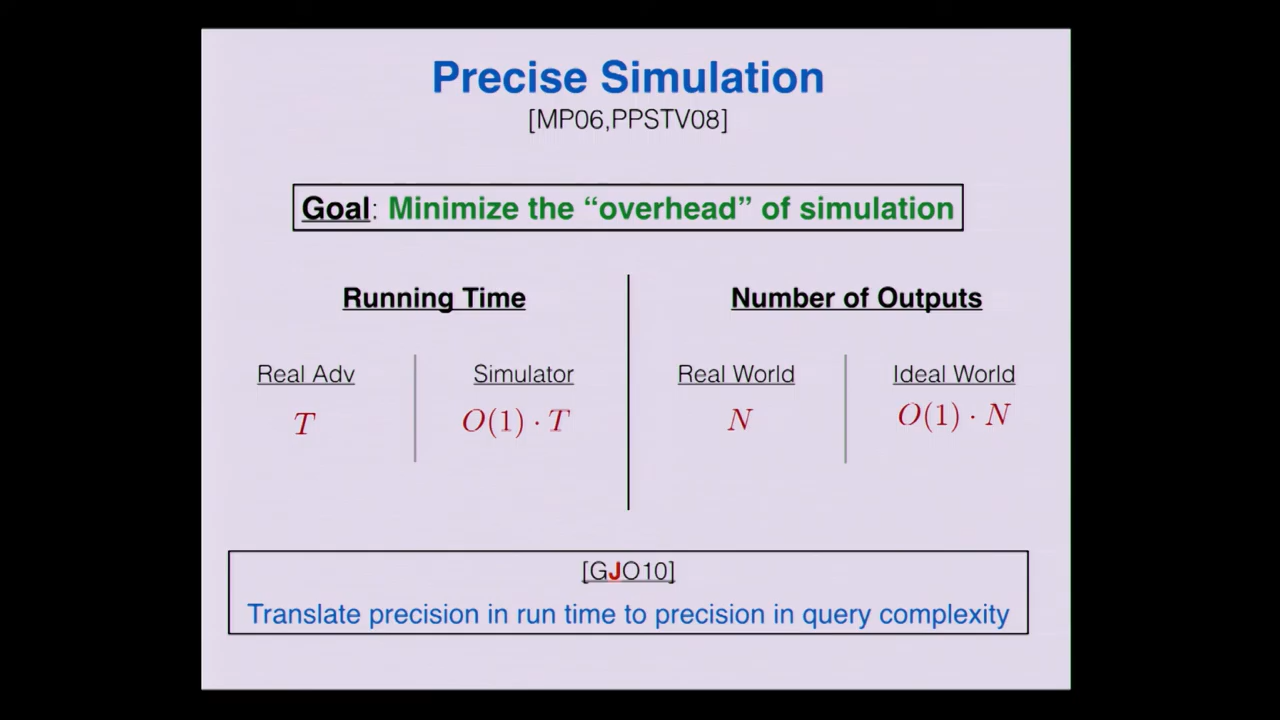 Precise Simulation
[MP06,PPSTV08]
Goal: Minimize the “overhead” of simulation
Running Time
Number of Outputs
Real Adv
Simulator
Real World
Ideal World
T
O(1) · T
N
O(1) · N
[GJO10]
Translate precision in run time to precision in query complexity